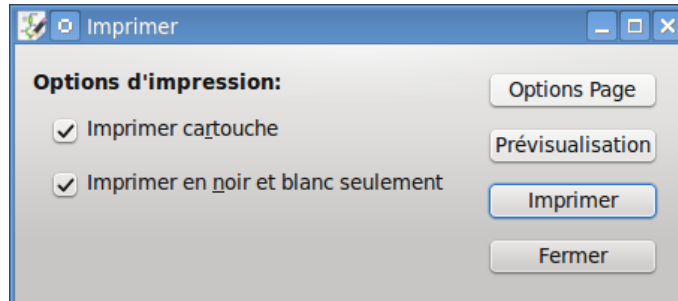 Imprimer
Options d'impression:
Imprimer cartouche
Imprimer en noir et blanc seulement
Options Page
Prévisualisation
Imprimer
Fermer